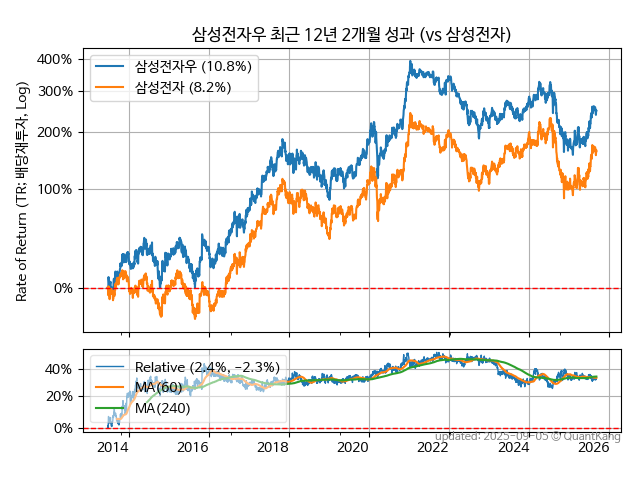 삼성전자우 최근 12년 2개월 성과 (vs 삼성전자)
Rate of Return (TR: 배당재투자, Log)
400%
300%
200%
100%
0%
삼성전자우 (10.8%)
삼성전자 (8.2%)
40%
20%
0%
Relative (2.4%, −2.3%)
MA(60)
MA(240)
2014 2016 2018 2020 2022 2024 2026
updated: 2025-09-05 © QuantKang